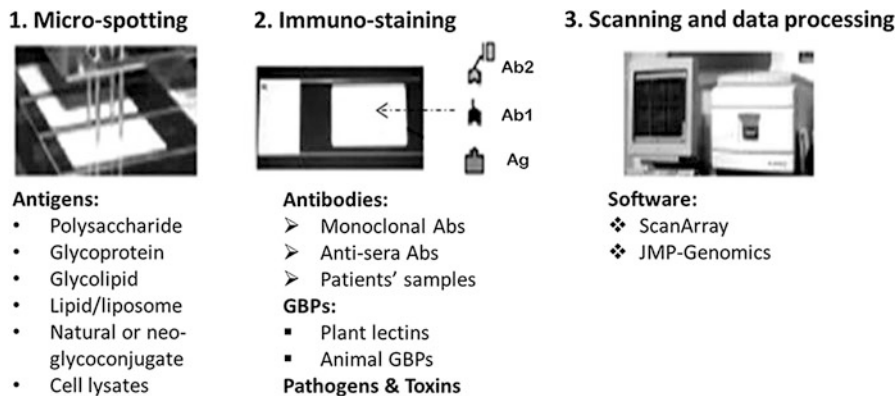 1. Micro-spotting
2. Immuno-staining
3. Scanning and data processing
Ab2
Ab1
Ag
Antigens:
• Polysaccharide
• Glycoprotein
• Glycolipid
• Lipid/liposome
• Natural or neo-
glycoconjugate
• Cell lysates
Antibodies:
➢ Monoclonal Abs
➢ Anti-sera Abs
➢ Patients' samples
GBPs:
▪ Plant lectins
▪ Animal GBPs
Pathogens & Toxins
Software:
❖ ScanArray
❖ JMP-Genomics